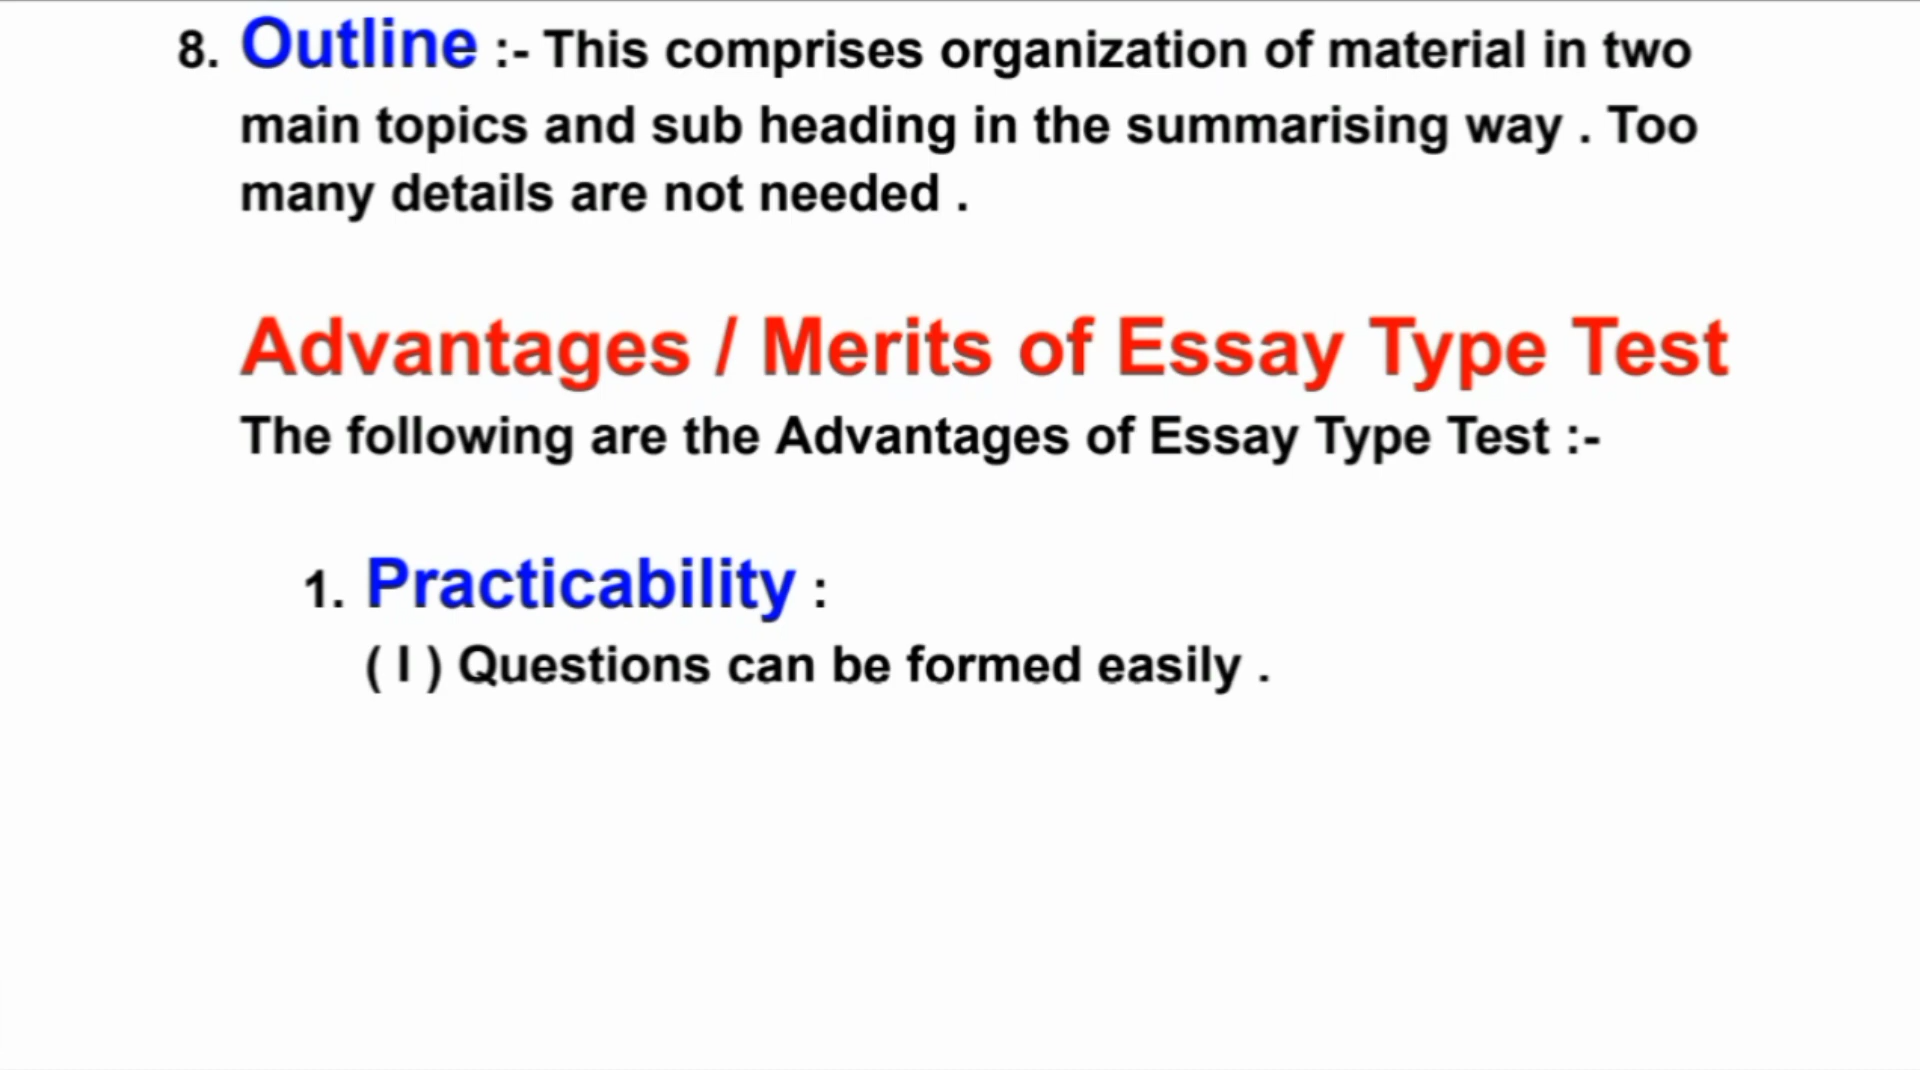 8. Outline :- This comprises organization of material in two
main topics and sub heading in the summarising way . Too
many details are not needed .
Advantages / Merits of Essay Type Test
The following are the Advantages of Essay Type Test :-
1. Practicability :
( I ) Questions can be formed easily .